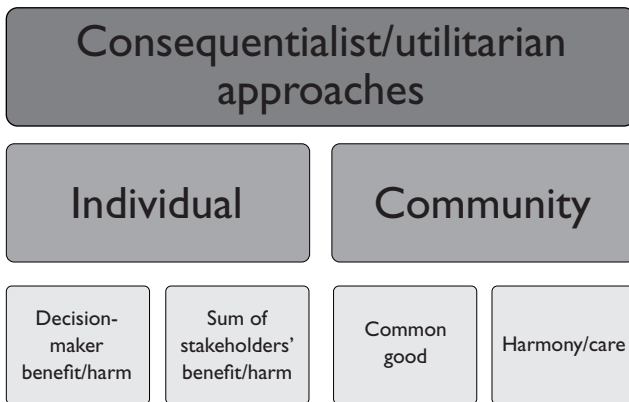 Consequentialist/utilitarian
approaches
Individual
Community
Decision-
maker
benefit/harm
Sum of
stakeholders’
benefit/harm
Common
good
Harmony/care